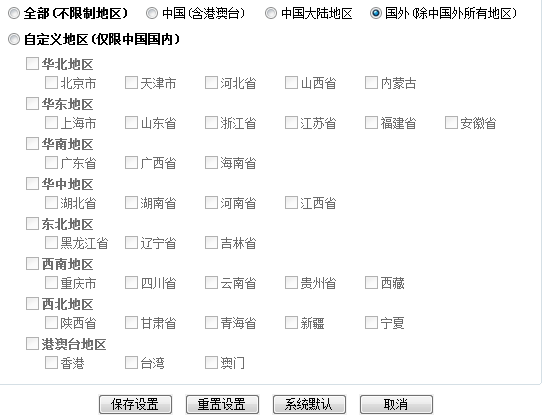 全部(不限制地区) 中国(含港澳台) 中国大陆地区 国外(除中国外所有地区)
自定义地区(仅限中国国内)
华北地区
北京市 天津市 河北省 山西省 内蒙古
华东地区
上海市 山东省 浙江省 江苏省 福建省 安徽省
华南地区
广东省 广西省 海南省
华中地区
湖北省 湖南省 河南省 江西省
东北地区
黑龙江省 辽宁省 吉林省
西南地区
重庆市 四川省 云南省 贵州省 西藏
西北地区
陕西省 甘肃省 青海省 新疆 宁夏
港澳台地区
香港 台湾 澳门
保存设置 重置设置 系统默认 取消